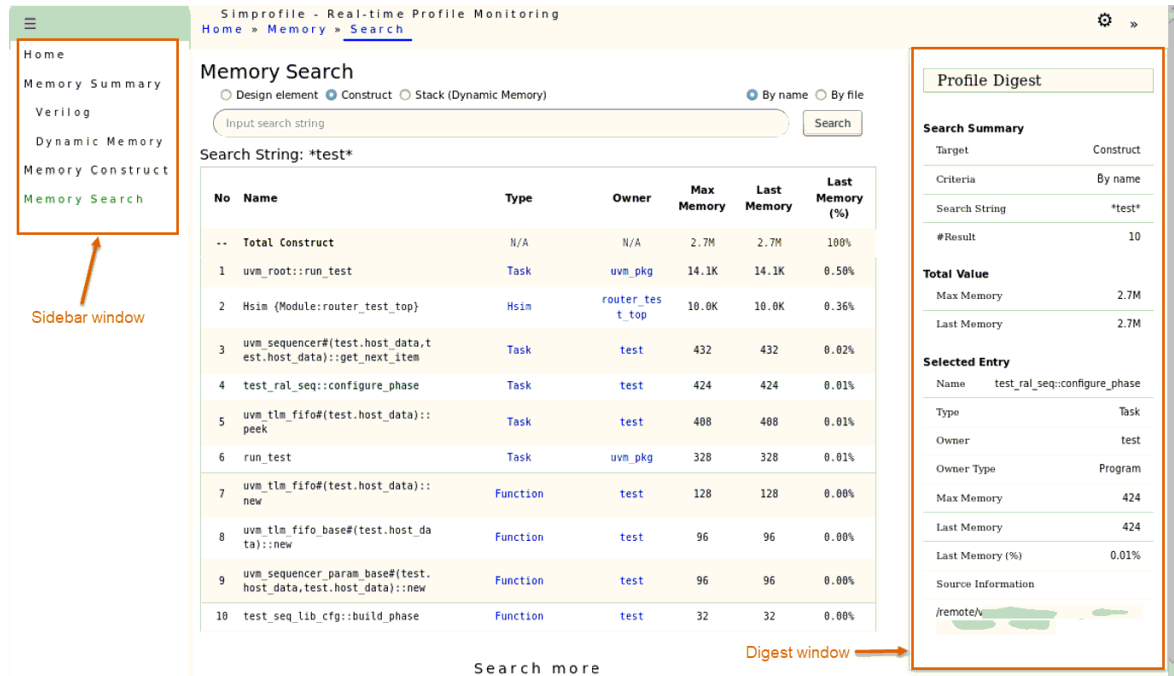 ☰
Simprofile - Real-time Profile Monitoring
Home » Memory » Search
⚙ »
Home
Memory Summary
Verilog
Dynamic Memory
Memory Construct
Memory Search
Sidebar window
Memory Search
Design element Construct Stack (Dynamic Memory) By name By file
Input search string Search
Search String: *test*
No Name Type Owner Max Memory Last Memory Last Memory (%)
-- Total Construct N/A N/A 2.7M 2.7M 100%
1 uvm_root::run_test Task uvm_pkg 14.1K 14.1K 0.50%
2 Hsim {Module:router_test_top} Hsim router_tes
t_top 10.0K 10.0K 0.36%
3 uvm_sequencer#(test.host_data,t
est.host_data)::get_next_item Task test 432 432 0.02%
4 test_ral_seq::configure_phase Task test 424 424 0.01%
5 uvm_tlm_fifo#(test.host_data)::
peek Task test 408 408 0.01%
6 run_test Task uvm_pkg 328 328 0.01%
7 uvm_tlm_fifo#(test.host_data)::
new Function test 128 128 0.00%
8 uvm_tlm_fifo_base#(test.host_da
ta)::new Function test 96 96 0.00%
9 uvm_sequencer_param_base#(test.
host_data,test.host_data)::new Function test 96 96 0.00%
10 test_seq_lib_cfg::build_phase Function test 32 32 0.00%
Search more
Profile Digest
Search Summary
Target Construct
Criteria By name
Search String *test*
#Result 10
Total Value
Max Memory 2.7M
Last Memory 2.7M
Selected Entry
Name test_ral_seq::configure_phase
Type Task
Owner test
Owner Type Program
Max Memory 424
Last Memory 424
Last Memory (%) 0.01%
Source Information
/remote/
Digest window